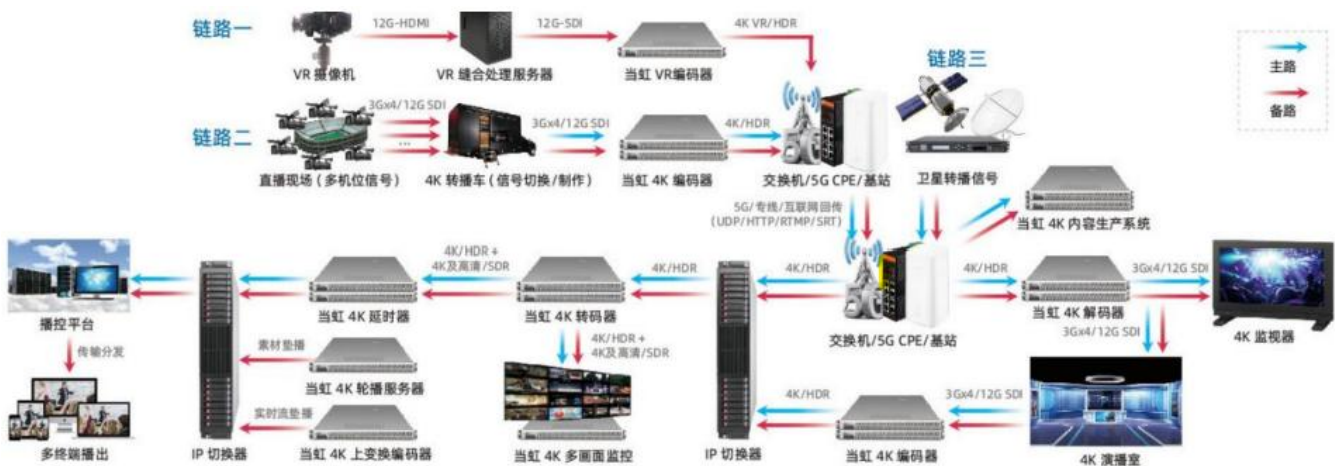 链路一
12G-HDMI
12G-SDI
4K VR/HDR
VR 摄像机
VR 缝合处理服务器
当虹 VR编码器
链路三
主路
备路
链路二
3Gx4/12G SDI
...
3Gx4/12G SDI
4K/HDR
直播现场(多机位信号)
4K 转播车(信号切换/制作)
当虹 4K 编码器
交换机/5G CPE/基站
卫星转播信号
5G/专线/互联网回传
(UDP/HTTP/RTMP/SRT)
当虹 4K 内容生产系统
4K/HDR +
4K及高清/SDR
4K/HDR
4K/HDR
4K/HDR
3Gx4/12G SDI
播控平台
当虹 4K 延时器
当虹 4K 转码器
交换机/5G CPE/基站
当虹 4K 解码器
4K 监视器
3Gx4/12G SDI
传输分发
素材垫播
4K/HDR +
4K及高清/SDR
当虹 4K 轮播服务器
实时流垫播
4K/HDR
3Gx4/12G SDI
多终端播出
IP 切换器
当虹 4K 上变换编码器
当虹 4K 多画面监控
IP 切换器
当虹 4K 编码器
4K 演播室